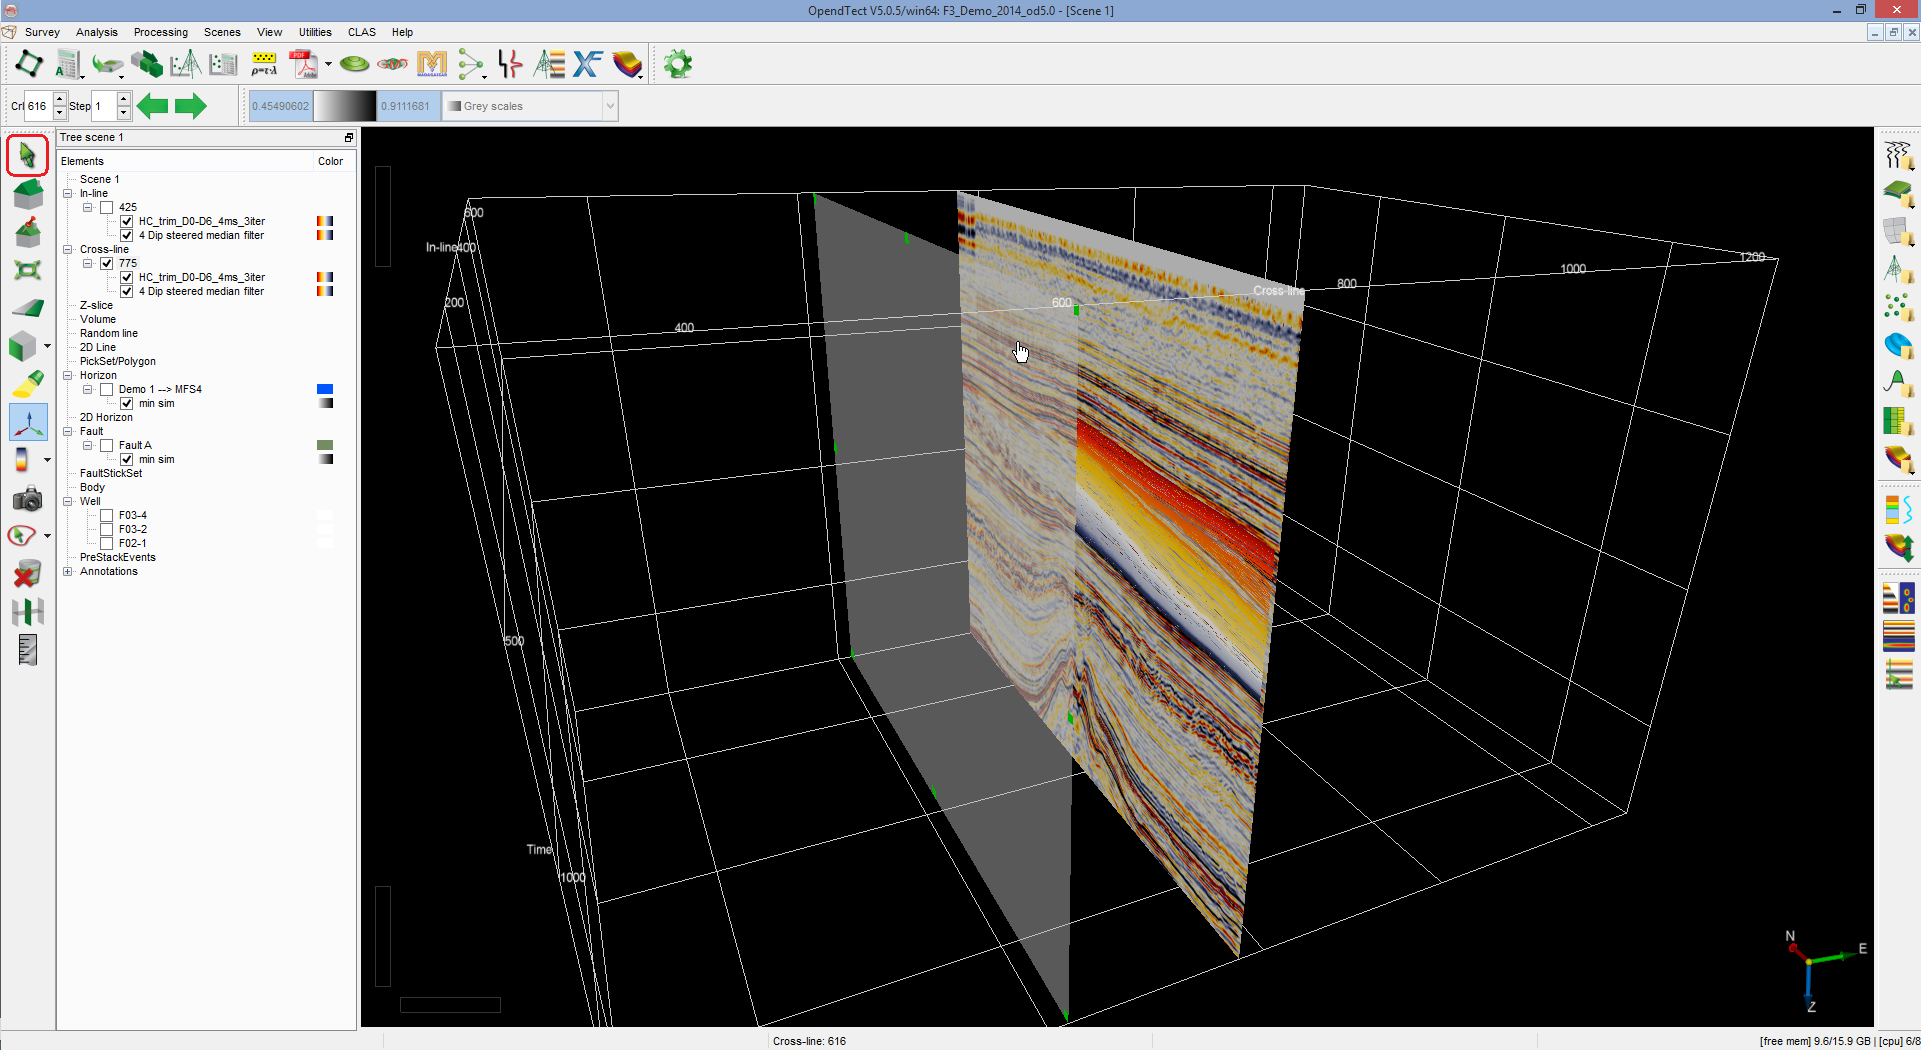 OpendTect V5.0.5/win64: F3_Demo_2014_od5.0 - [Scene 1]
Survey Analysis Processing Scenes View Utilities CLAS Help
PDF
Adobe
ρ=τ·λ
MADAGASCAR
XF
Crl 616 Step 1
0.45490602 0.9111681 Grey scales
Tree scene 1
Elements Color
Scene 1
In-line
425
HC_trim_D0-D6_4ms_3iter
4 Dip steered median filter
Cross-line
775
HC_trim_D0-D6_4ms_3iter
4 Dip steered median filter
Z-slice
Volume
Random line
2D Line
PickSet/Polygon
Horizon
Demo 1 --> MFS4
min sim
2D Horizon
Fault
Fault A
min sim
FaultStickSet
Body
Well
F03-4
F03-2
F02-1
PreStackEvents
Annotations
600
In-line400
200
400
600
Cross-line
800
1000
1200
500
Time
1000
N
E
Z
Cross-line: 616
[free mem] 9.6/15.9 GB | [cpu] 6/8